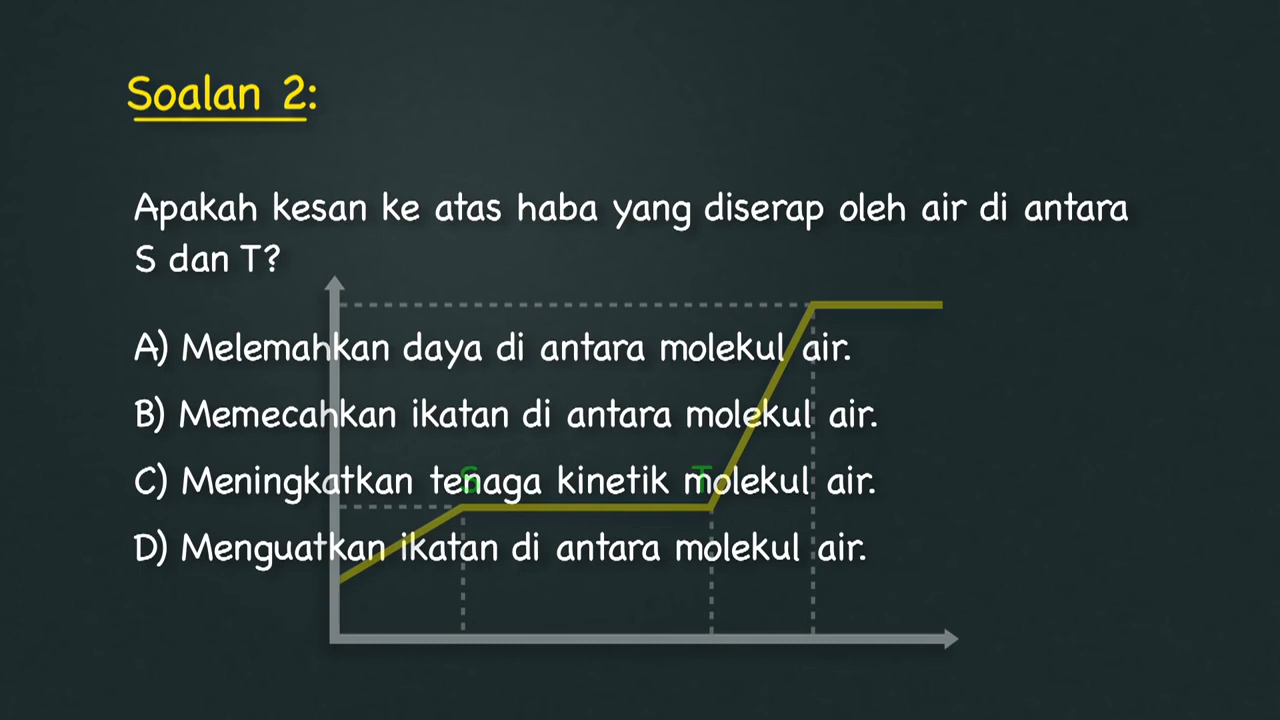 Soalan 2:
Apakah kesan ke atas haba yang diserap oleh air di antara
S dan T?
A) Melemahkan daya di antara molekul air.
B) Memecahkan ikatan di antara molekul air.
S T
C) Meningkatkan tenaga kinetik molekul air.
D) Menguatkan ikatan di antara molekul air.